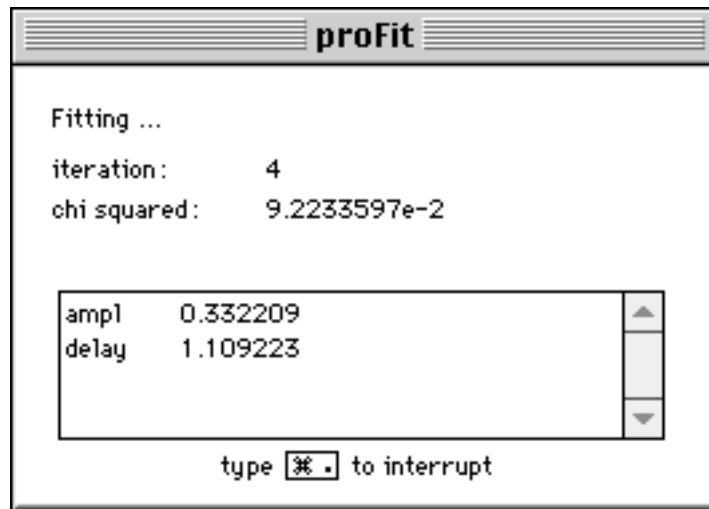 proFit
Fitting ...
iteration: 4
chi squared: 9.2233597e-2
ampl 0.332209
delay 1.109223
type ⌘ . to interrupt